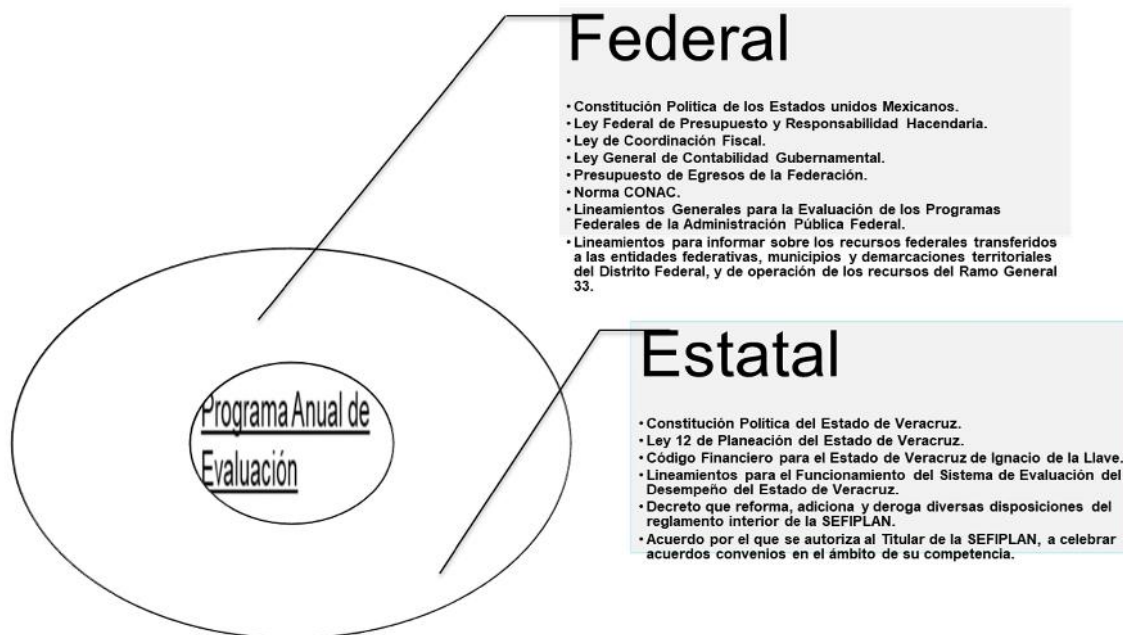 Federal
• Constitución Política de los Estados unidos Mexicanos.
• Ley Federal de Presupuesto y Responsabilidad Hacendaria.
• Ley de Coordinación Fiscal.
• Ley General de Contabilidad Gubernamental.
• Presupuesto de Egresos de la Federación.
• Norma CONAC.
• Lineamientos Generales para la Evaluación de los Programas
Federales de la Administración Pública Federal.
• Lineamientos para informar sobre los recursos federales transferidos
a las entidades federativas, municipios y demarcaciones territoriales
del Distrito Federal, y de operación de los recursos del Ramo General
33.
Estatal
• Constitución Política del Estado de Veracruz.
• Ley 12 de Planeación del Estado de Veracruz.
• Código Financiero para el Estado de Veracruz de Ignacio de la Llave.
• Lineamientos para el Funcionamiento del Sistema de Evaluación del
Desempeño del Estado de Veracruz.
• Decreto que reforma, adiciona y deroga diversas disposiciones del
reglamento interior de la SEFIPLAN.
• Acuerdo por el que se autoriza al Titular de la SEFIPLAN, a celebrar
acuerdos convenios en el ámbito de su competencia.
Programa Anual de
Evaluación